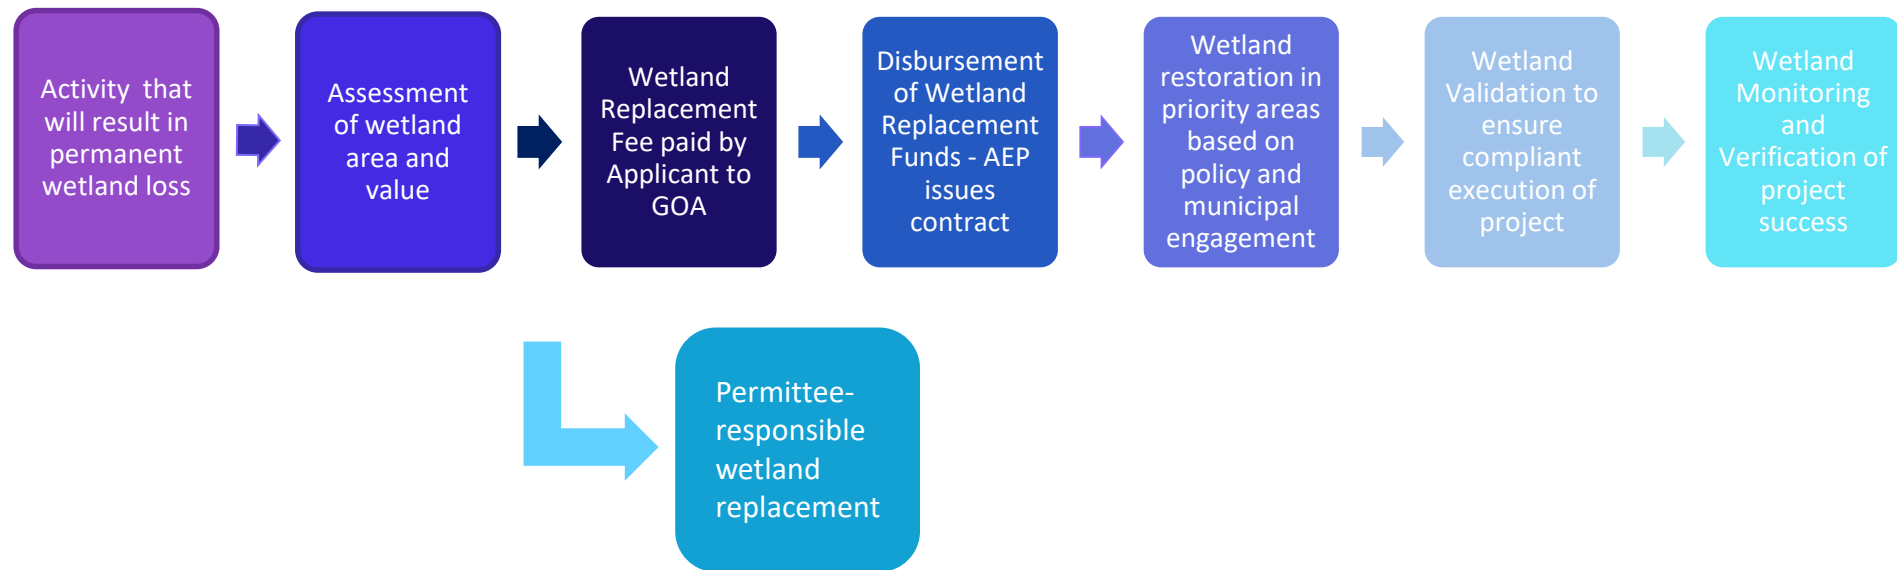 Activity that
will result in
permanent
wetland loss
Assessment
of wetland
area and
value
Wetland
Replacement
Fee paid by
Applicant to
GOA
Disbursement
of Wetland
Replacement
Funds - AEP
issues
contract
Wetland
restoration in
priority areas
based on
policy and
municipal
engagement
Wetland
Validation to
ensure
compliant
execution of
project
Wetland
Monitoring
and
Verification of
project
success
Permittee-
responsible
wetland
replacement